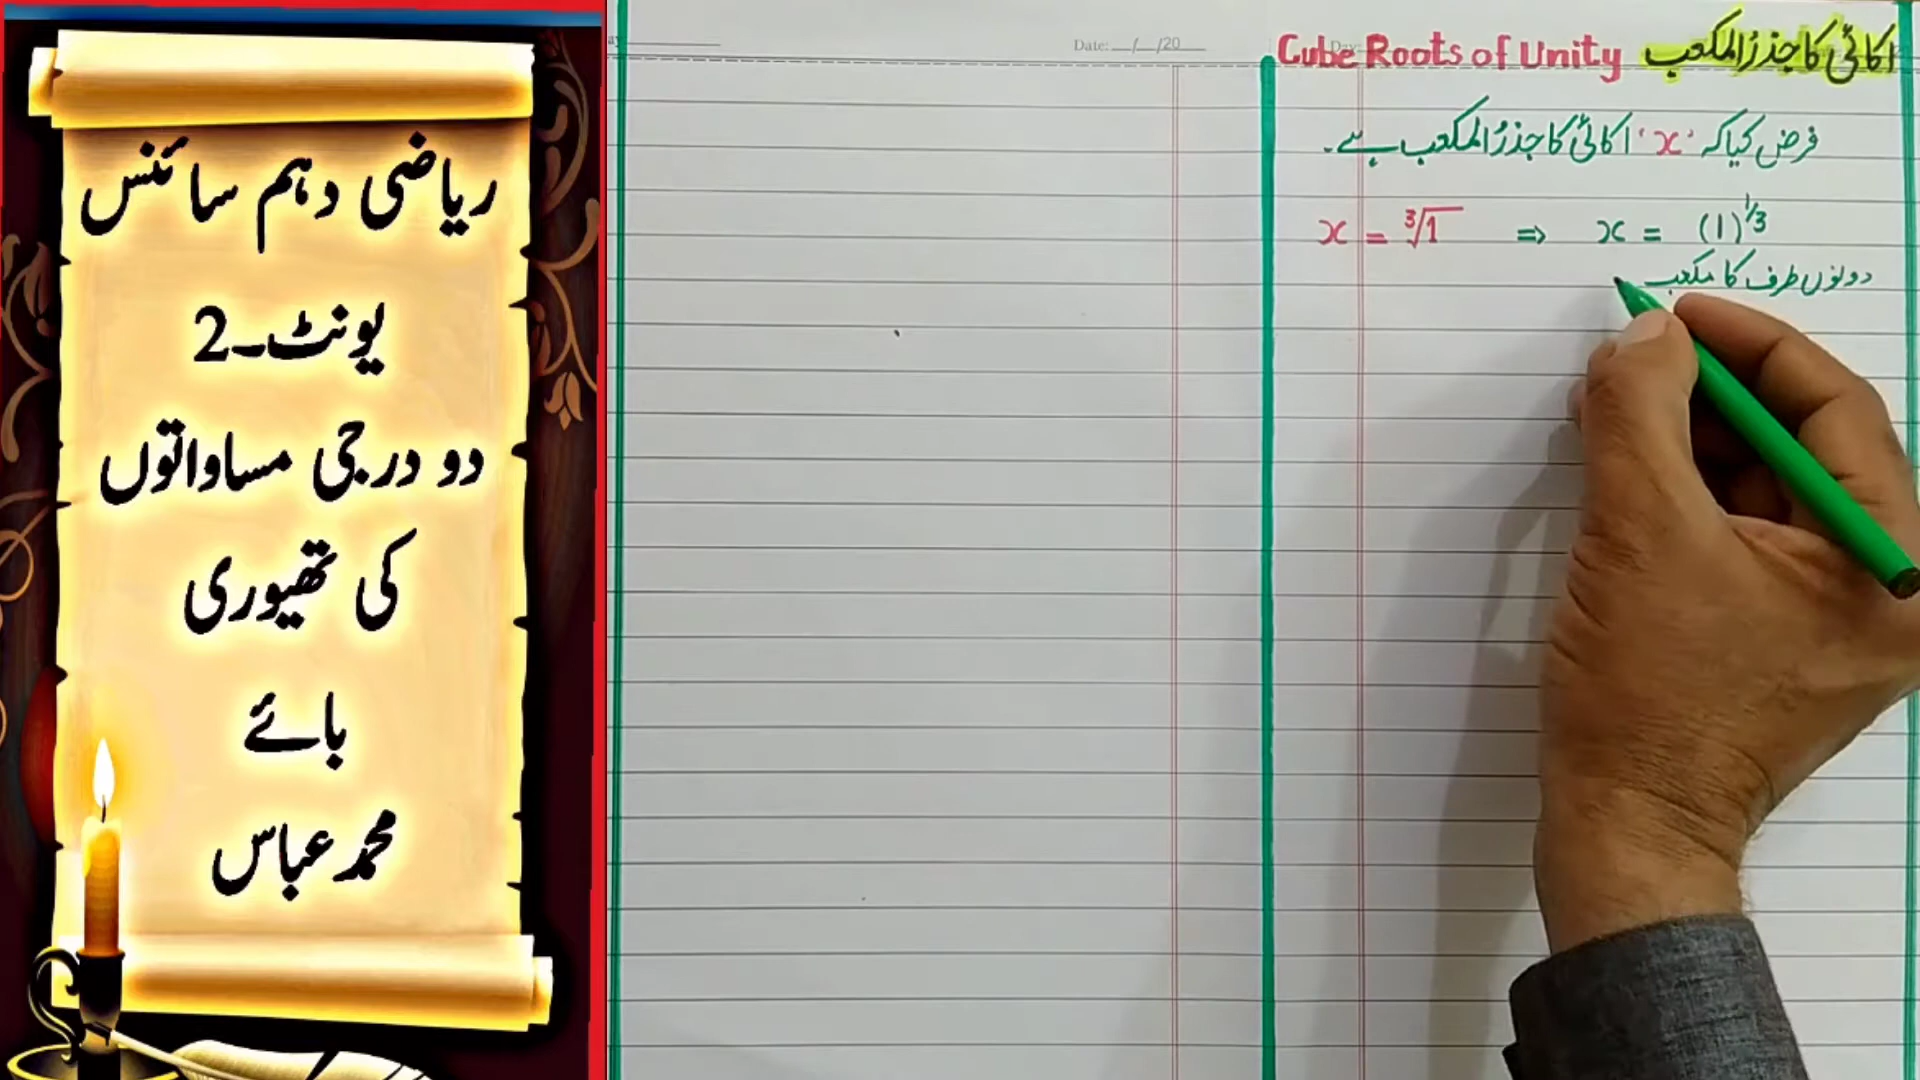 ریاضی دہم سائنس
یونٹ۔2
دو درجی مساواتوں
کی تھیوری
بائے
محمد عباس
Date: __/__/20
Cube Roots of Unity اکائی کا جذرُ المکعب
فرض کیا کہ 'x' اکائی کا جذرُ المکعب ہے۔
x = ∛1 ⇒ x = (1)^1/3
دونوں طرف کا مکعب